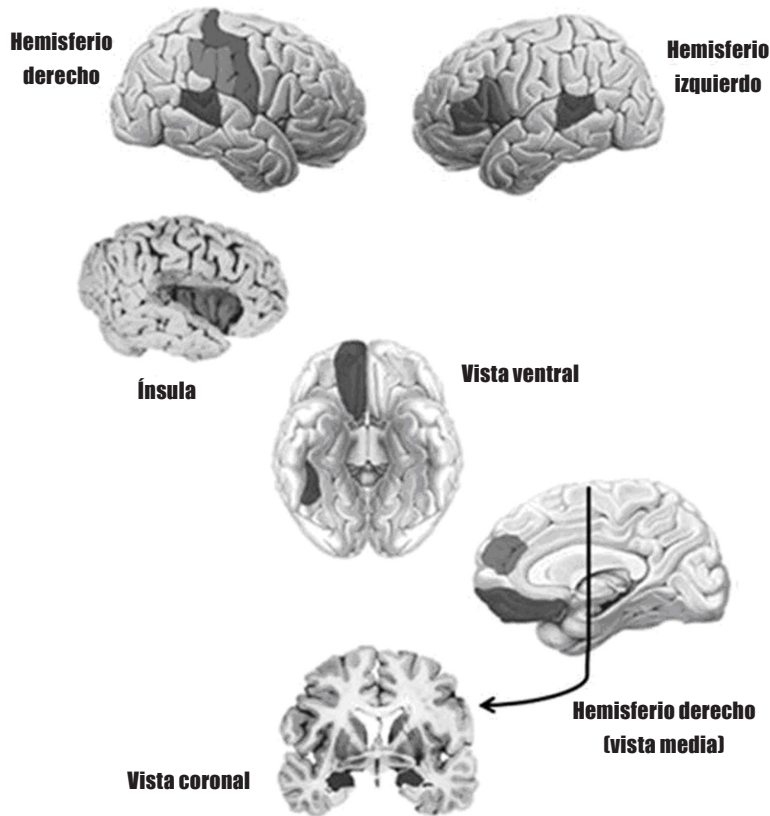 Hemisferio
derecho
Hemisferio
izquierdo
Ínsula
Vista ventral
Hemisferio derecho
(vista media)
Vista coronal